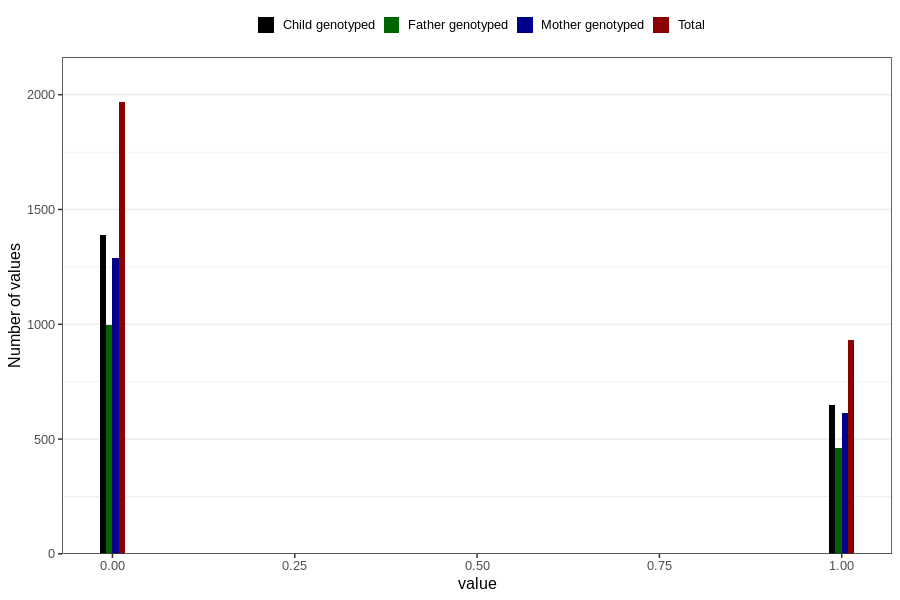 Child genotyped Father genotyped Mother genotyped Total
Number of values
2000
1500
1000
500
0
0.00 0.25 0.50 0.75 1.00
value